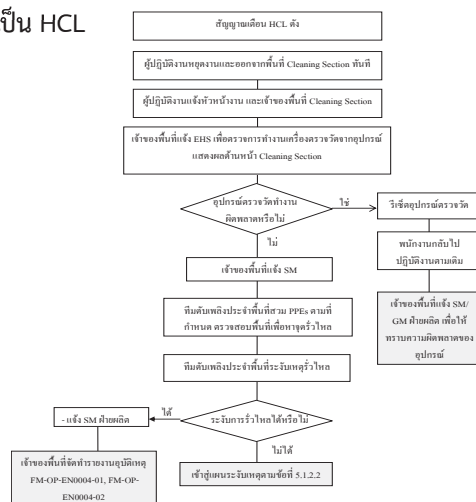 เป็น HCL
สัญญาณเตือน HCL ดัง
ผู้ปฏิบัติงานหยุดงานและออกจากพื้นที่ Cleaning Section ทันที
ผู้ปฏิบัติงานแจ้งหัวหน้างาน และเจ้าของพื้นที่ Cleaning Section
เจ้าของพื้นที่แจ้ง EHS เพื่อตรวจการทำงานเครื่องตรวจวัดจากอุปกรณ์
แสดงผลด้านหน้า Cleaning Section
อุปกรณ์ตรวจวัดทำงาน
ผิดพลาดหรือไม่
ใช่
รีเซ็ตอุปกรณ์ตรวจวัด
พนักงานกลับไป
ปฏิบัติงานตามเดิม
เจ้าของพื้นที่แจ้ง SM/
GM ฝ่ายผลิต เพื่อให้
ทราบความผิดพลาดของ
อุปกรณ์
ไม่
เจ้าของพื้นที่แจ้ง SM
ทีมดับเพลิงประจำพื้นที่สวม PPEs ตามที่
กำหนด ตรวจสอบพื้นที่เพื่อหาจุดรั่วไหล
ทีมดับเพลิงประจำพื้นที่ระงับเหตุรั่วไหล
ระงับการรั่วไหลได้หรือไม่
ได้
- แจ้ง SM ฝ่ายผลิต
เจ้าของพื้นที่จัดทำรายงานอุบัติเหตุ
FM-OP-EN0004-01, FM-OP-
EN0004-02
ไม่ได้
เข้าสู่แผนระงับเหตุตามข้อที่ 5.1.2.2